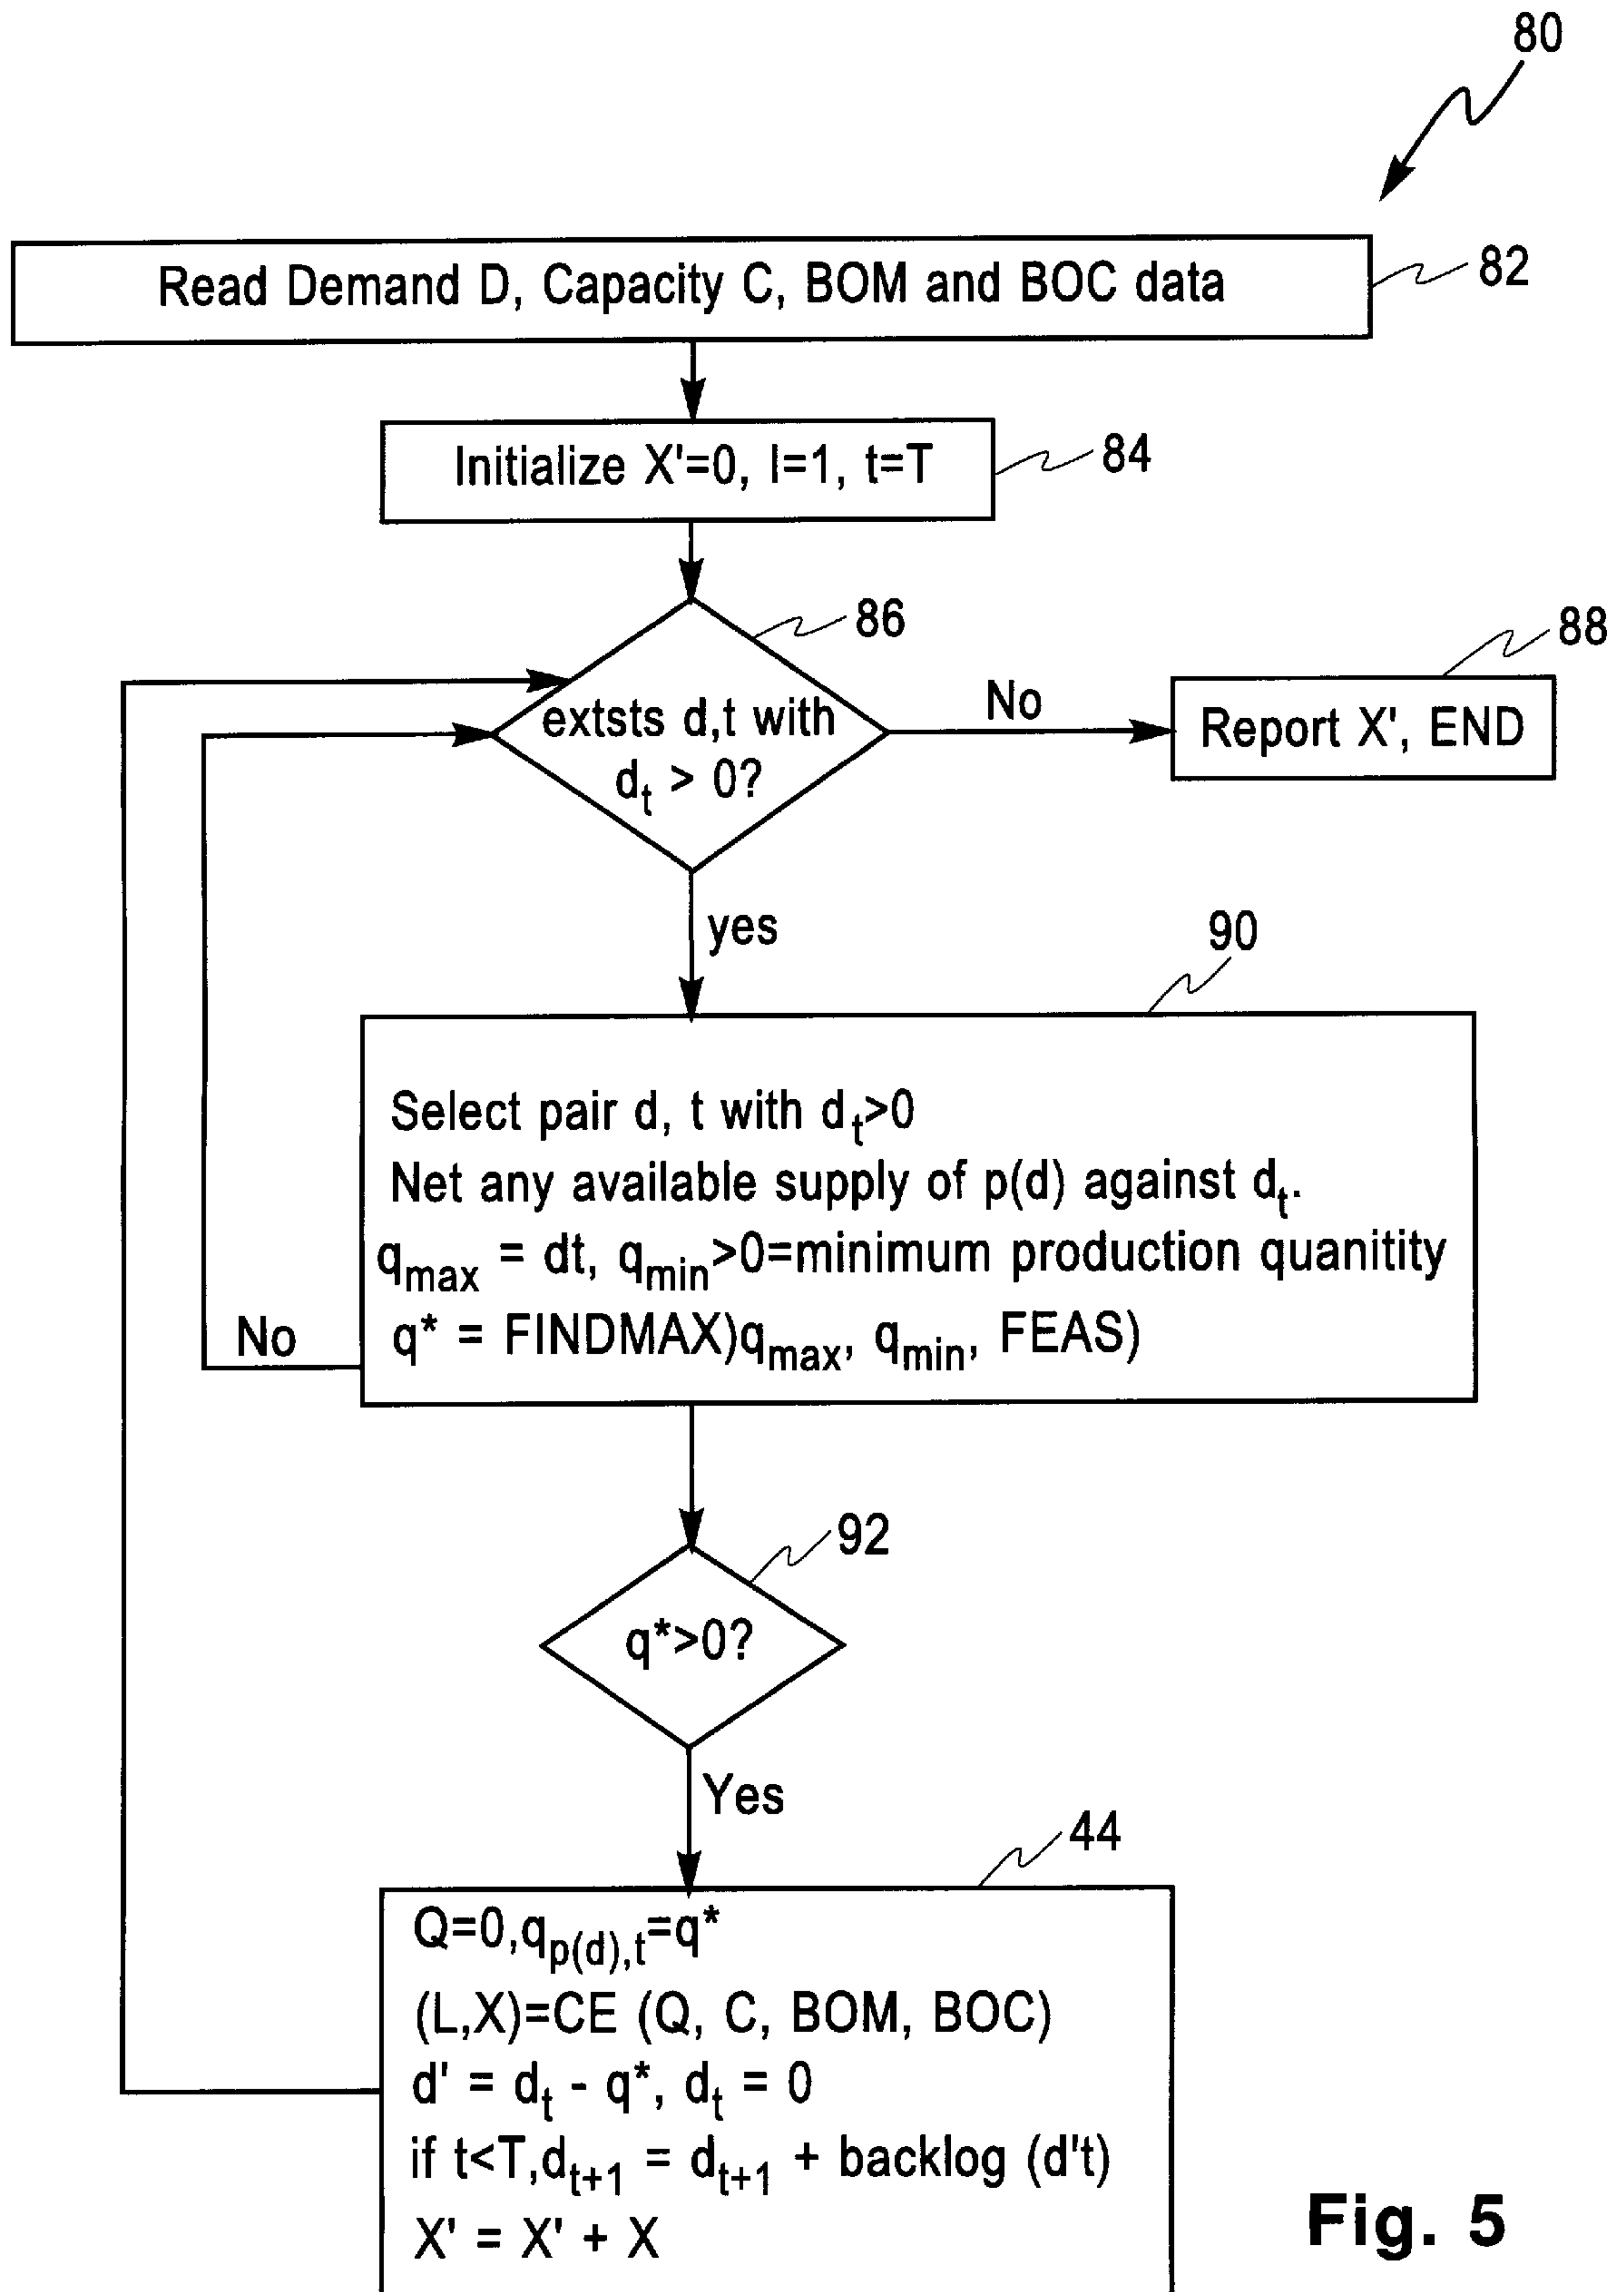 80
Read Demand D, Capacity C, BOM and BOC data
82
Initialize X'=0, I=1, t=T
84
86
extsts d,t with
dₜ > 0?
No
88
Report X', END
yes
90
Select pair d, t with dₜ>0
Net any available supply of p(d) against dₜ.
qmax = dt, qmin>0=minimum production quanitity
q* = FINDMAX)qmax, qmin, FEAS)
No
92
q*>0?
Yes
44
Q=0,qp(d),t=q*
(L,X)=CE (Q, C, BOM, BOC)
d' = dₜ - q*, dₜ = 0
if t<T,dt+1 = dt+1 + backlog (d't)
X' = X' + X
Fig. 5